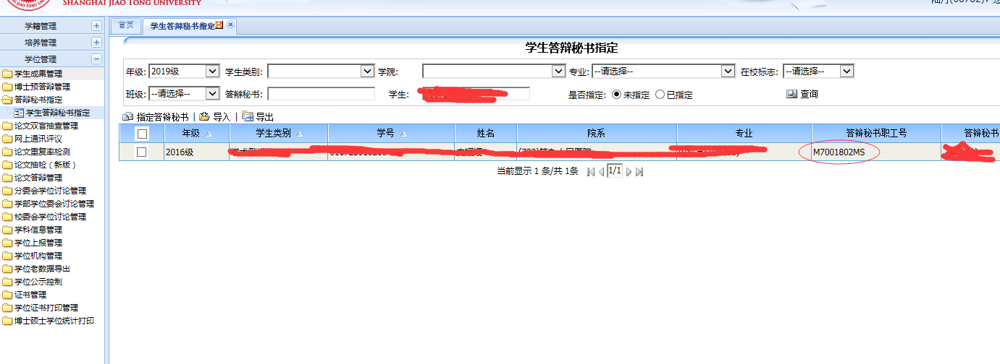 SHANGHAI JIAO TONG UNIVERSITY
学籍管理
培养管理
学位管理
学生成果管理
博士预答辩管理
答辩秘书指定
学生答辩秘书指定
论文双盲抽查管理
网上通讯评议
论文重复率检测
论文抽检（新版）
论文答辩管理
分委会学位讨论管理
学部学位委会讨论管理
校委会学位讨论管理
学科信息管理
学位上报管理
学位机构管理
学位老数据导出
学位公示控制
证书管理
学位证书打印管理
博士硕士学位统计打印
首页 学生答辩秘书指定
学生答辩秘书指定
年级: 2019级 学生类别: 学院: 专业: --请选择-- 在校标志: --请选择--
班级: --请选择-- 答辩秘书: 学生: 是否指定: 未指定 已指定 查询
指定答辩秘书 | 导入 | 导出
年级 学生类别 学号 姓名 院系 专业 答辩秘书职工号 答辩秘书
2016级 M7001802MS
当前显示 1 条/共 1条 1/1